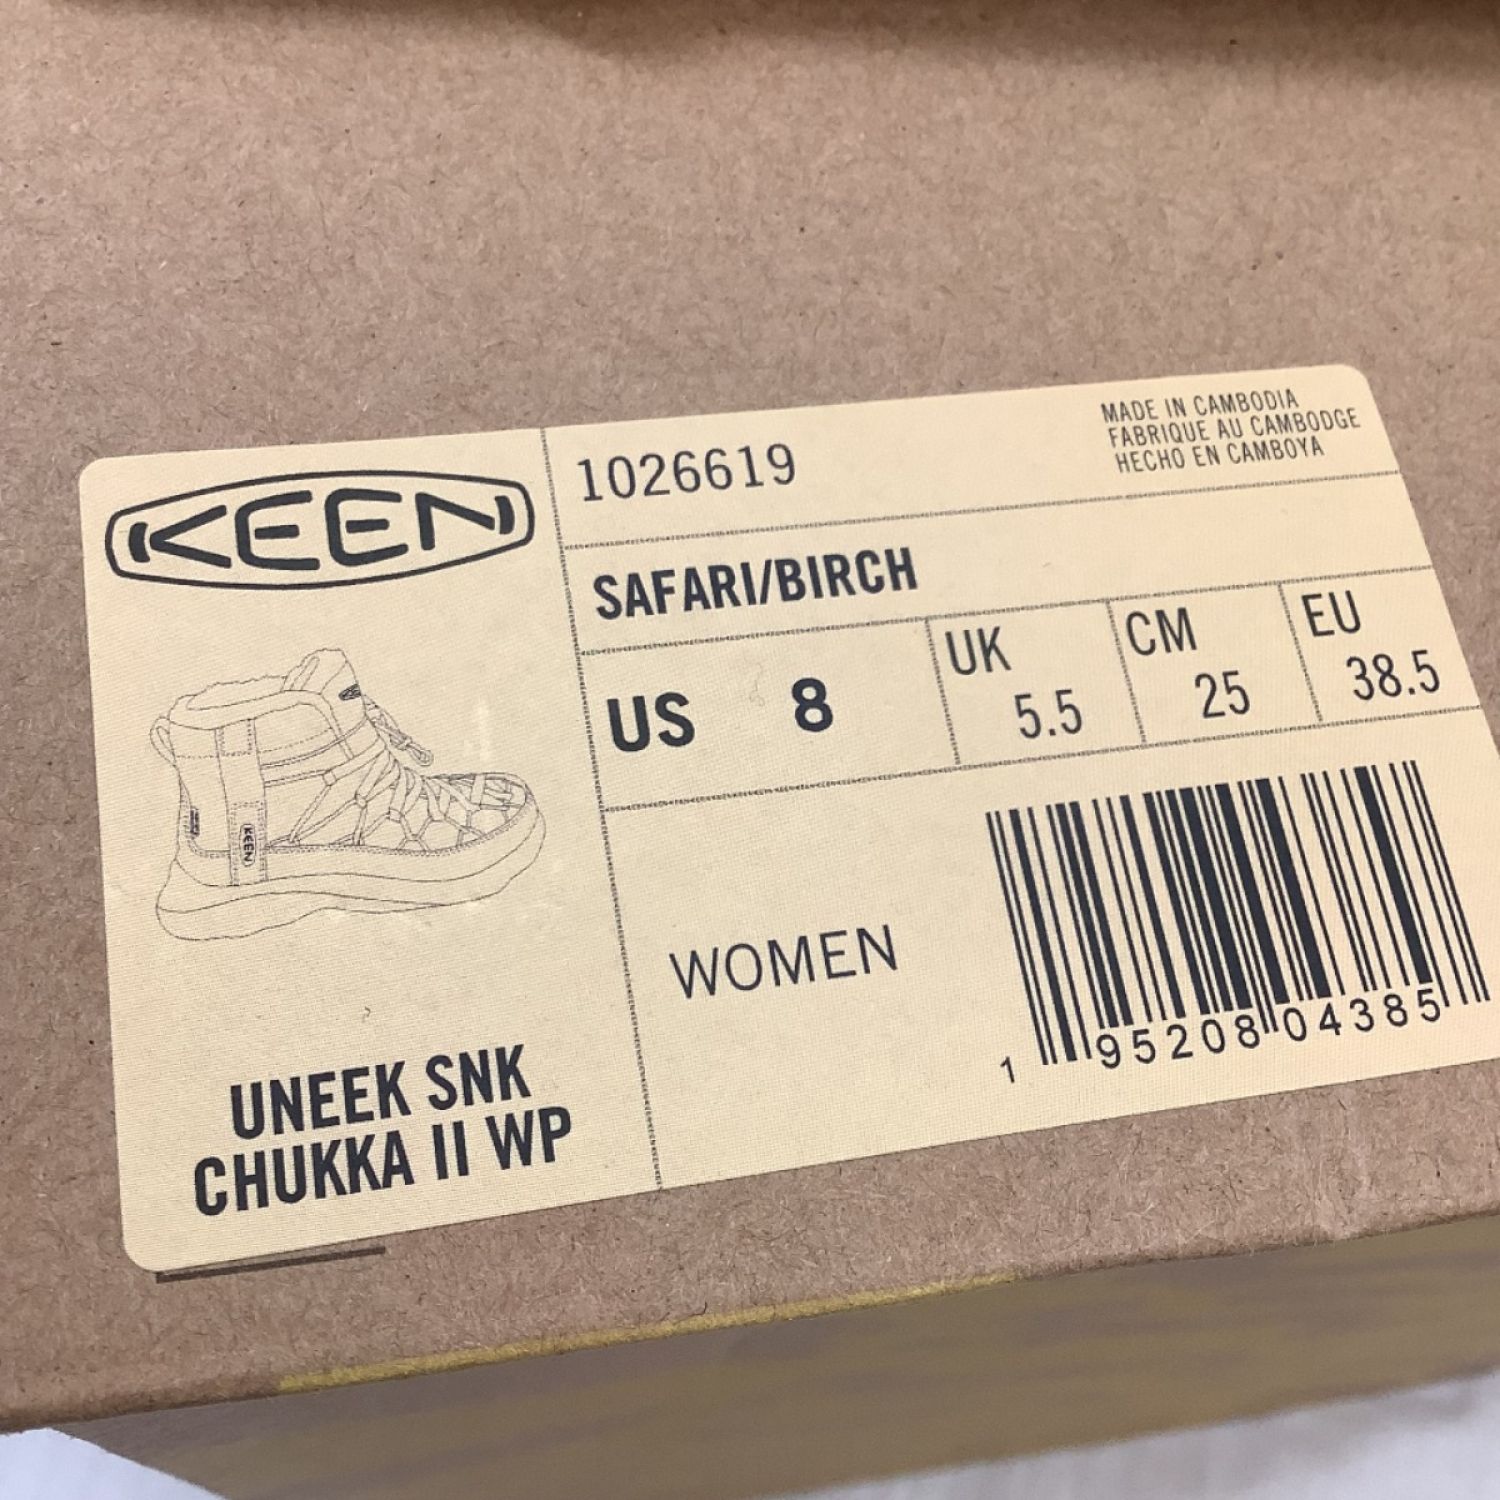 KEEN
1026619
MADE IN CAMBODIA
FABRIQUE AU CAMBODGE
HECHO EN CAMBOYA
SAFARI/BIRCH
US 8
UK 5.5
CM 25
EU 38.5
KEEN
WOMEN
1 95208 04385
UNEEK SNK
CHUKKA II WP